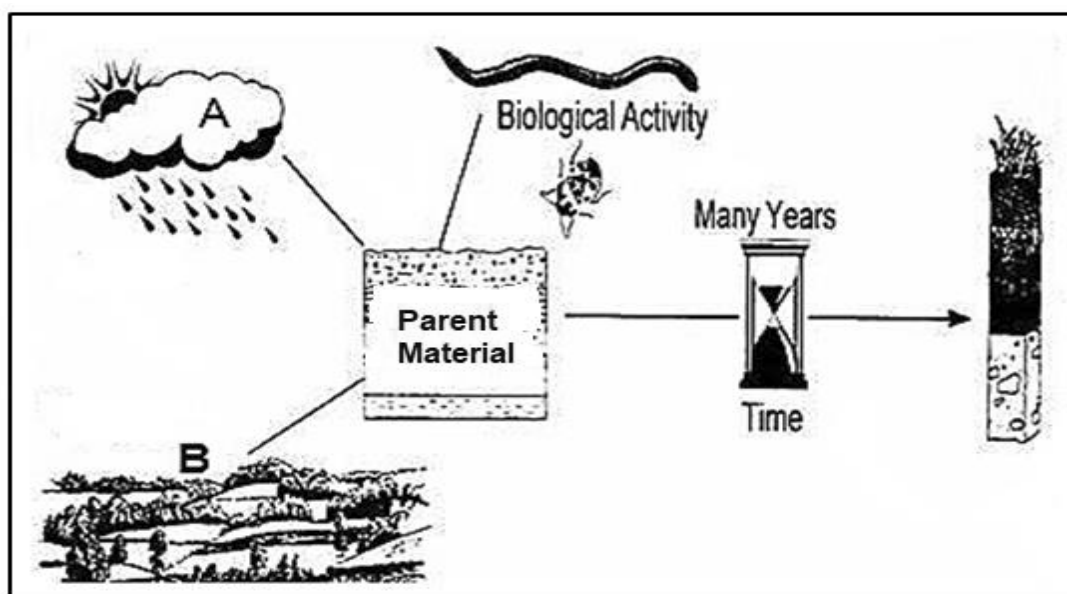 A
Biological Activity
Many Years
Parent
Material
Time
B